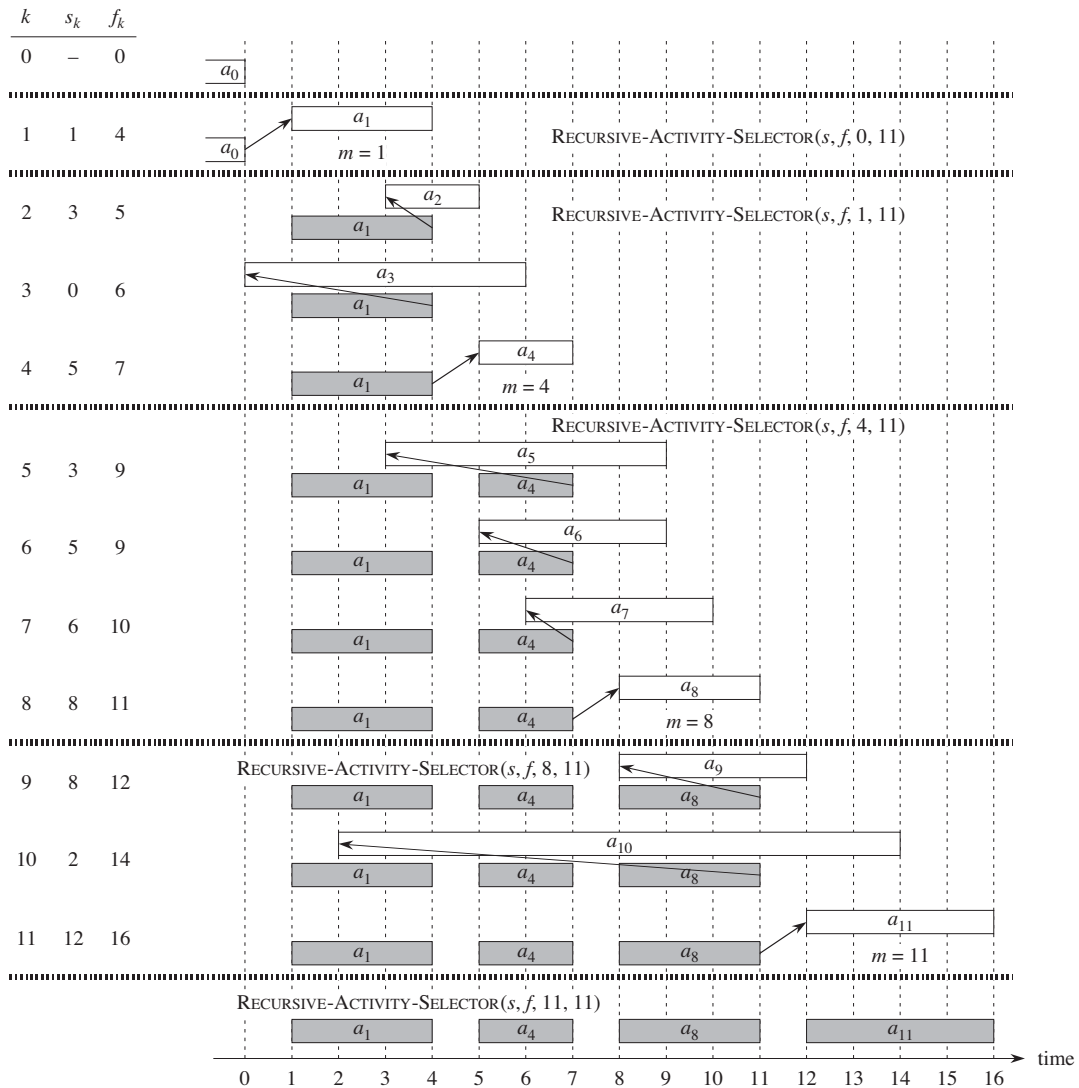 k s_k f_k
0 – 0
a_0
1 1 4
a_1
a_0
m = 1
RECURSIVE-ACTIVITY-SELECTOR(s, f, 0, 11)
2 3 5
a_2
a_1
RECURSIVE-ACTIVITY-SELECTOR(s, f, 1, 11)
3 0 6
a_3
a_1
4 5 7
a_4
a_1
m = 4
RECURSIVE-ACTIVITY-SELECTOR(s, f, 4, 11)
5 3 9
a_5
a_1 a_4
6 5 9
a_6
a_1 a_4
7 6 10
a_7
a_1 a_4
8 8 11
a_8
a_1 a_4
m = 8
RECURSIVE-ACTIVITY-SELECTOR(s, f, 8, 11)
9 8 12
a_9
a_1 a_4 a_8
10 2 14
a_10
a_1 a_4 a_8
11 12 16
a_11
a_1 a_4 a_8
m = 11
RECURSIVE-ACTIVITY-SELECTOR(s, f, 11, 11)
a_1 a_4 a_8 a_11
time
0 1 2 3 4 5 6 7 8 9 10 11 12 13 14 15 16